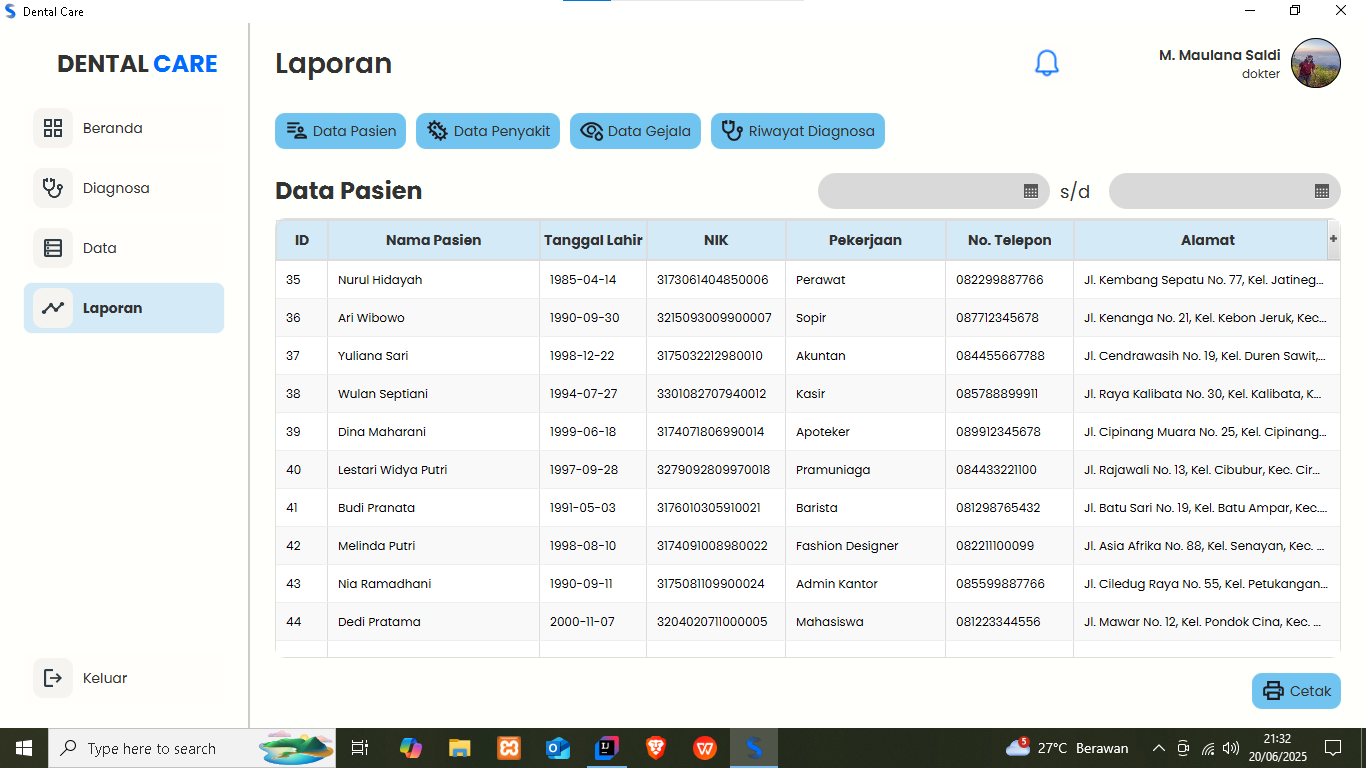 Dental Care
DENTAL CARE
Beranda
Diagnosa
Data
Laporan
Keluar
Laporan
M. Maulana Saldi
dokter
Data Pasien
Data Penyakit
Data Gejala
Riwayat Diagnosa
Data Pasien
s/d
ID Nama Pasien Tanggal Lahir NIK Pekerjaan No. Telepon Alamat +
35 Nurul Hidayah 1985-04-14 3173061404850006 Perawat 082299887766 Jl. Kembang Sepatu No. 77, Kel. Jatineg...
36 Ari Wibowo 1990-09-30 3215093009900007 Sopir 087712345678 Jl. Kenanga No. 21, Kel. Kebon Jeruk, Kec...
37 Yuliana Sari 1998-12-22 3175032212980010 Akuntan 084455667788 Jl. Cendrawasih No. 19, Kel. Duren Sawit,...
38 Wulan Septiani 1994-07-27 3301082707940012 Kasir 085788899911 Jl. Raya Kalibata No. 30, Kel. Kalibata, K...
39 Dina Maharani 1999-06-18 3174071806990014 Apoteker 089912345678 Jl. Cipinang Muara No. 25, Kel. Cipinang...
40 Lestari Widya Putri 1997-09-28 3279092809970018 Pramuniaga 084433221100 Jl. Rajawali No. 13, Kel. Cibubur, Kec. Cir...
41 Budi Pranata 1991-05-03 3176010305910021 Barista 081298765432 Jl. Batu Sari No. 19, Kel. Batu Ampar, Kec....
42 Melinda Putri 1998-08-10 3174091008980022 Fashion Designer 082211100099 Jl. Asia Afrika No. 88, Kel. Senayan, Kec. ...
43 Nia Ramadhani 1990-09-11 3175081109900024 Admin Kantor 085599887766 Jl. Ciledug Raya No. 55, Kel. Petukangan...
44 Dedi Pratama 2000-11-07 3204020711000005 Mahasiswa 081223344556 Jl. Mawar No. 12, Kel. Pondok Cina, Kec. ...
Cetak
Type here to search
5
27°C Berawan
21:32
20/06/2025